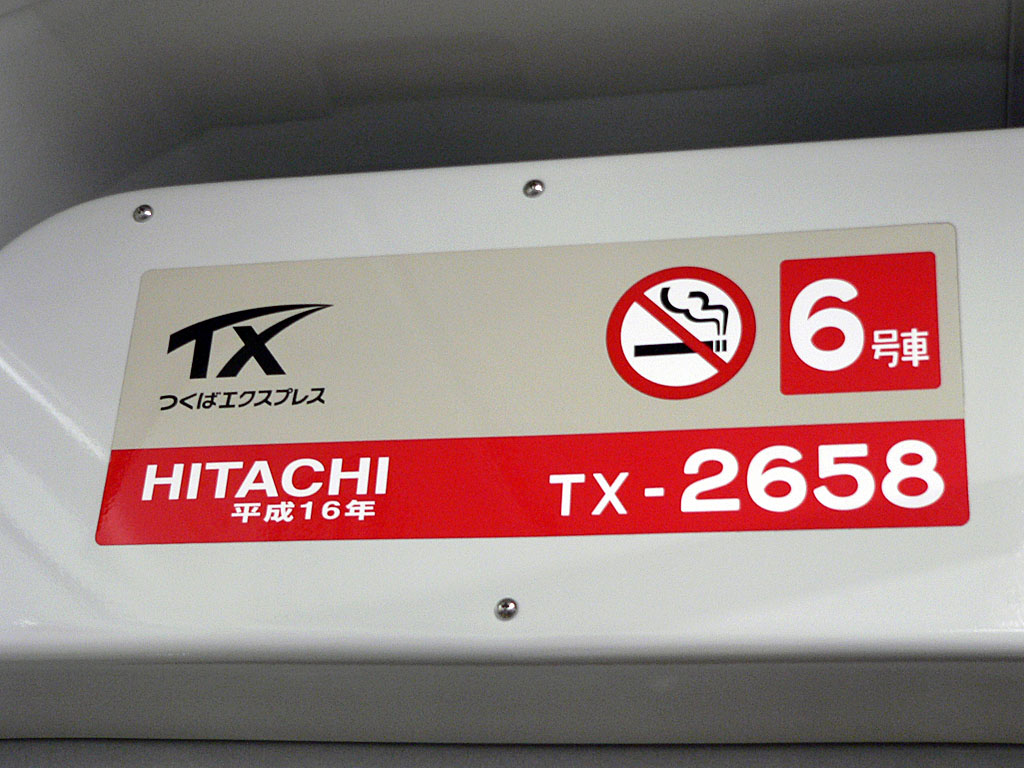 TX
つくばエクスプレス
6号車
HITACHI
平成16年
TX-2658